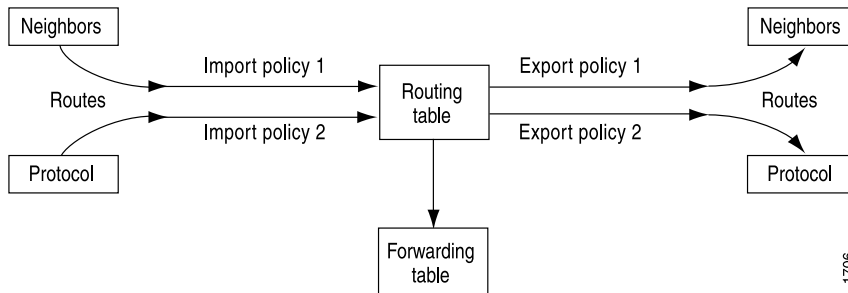 Neighbors
Neighbors
Import policy 1
Export policy 1
Routes
Routing
table
Routes
Import policy 2
Export policy 2
Protocol
Protocol
Forwarding
table
1706